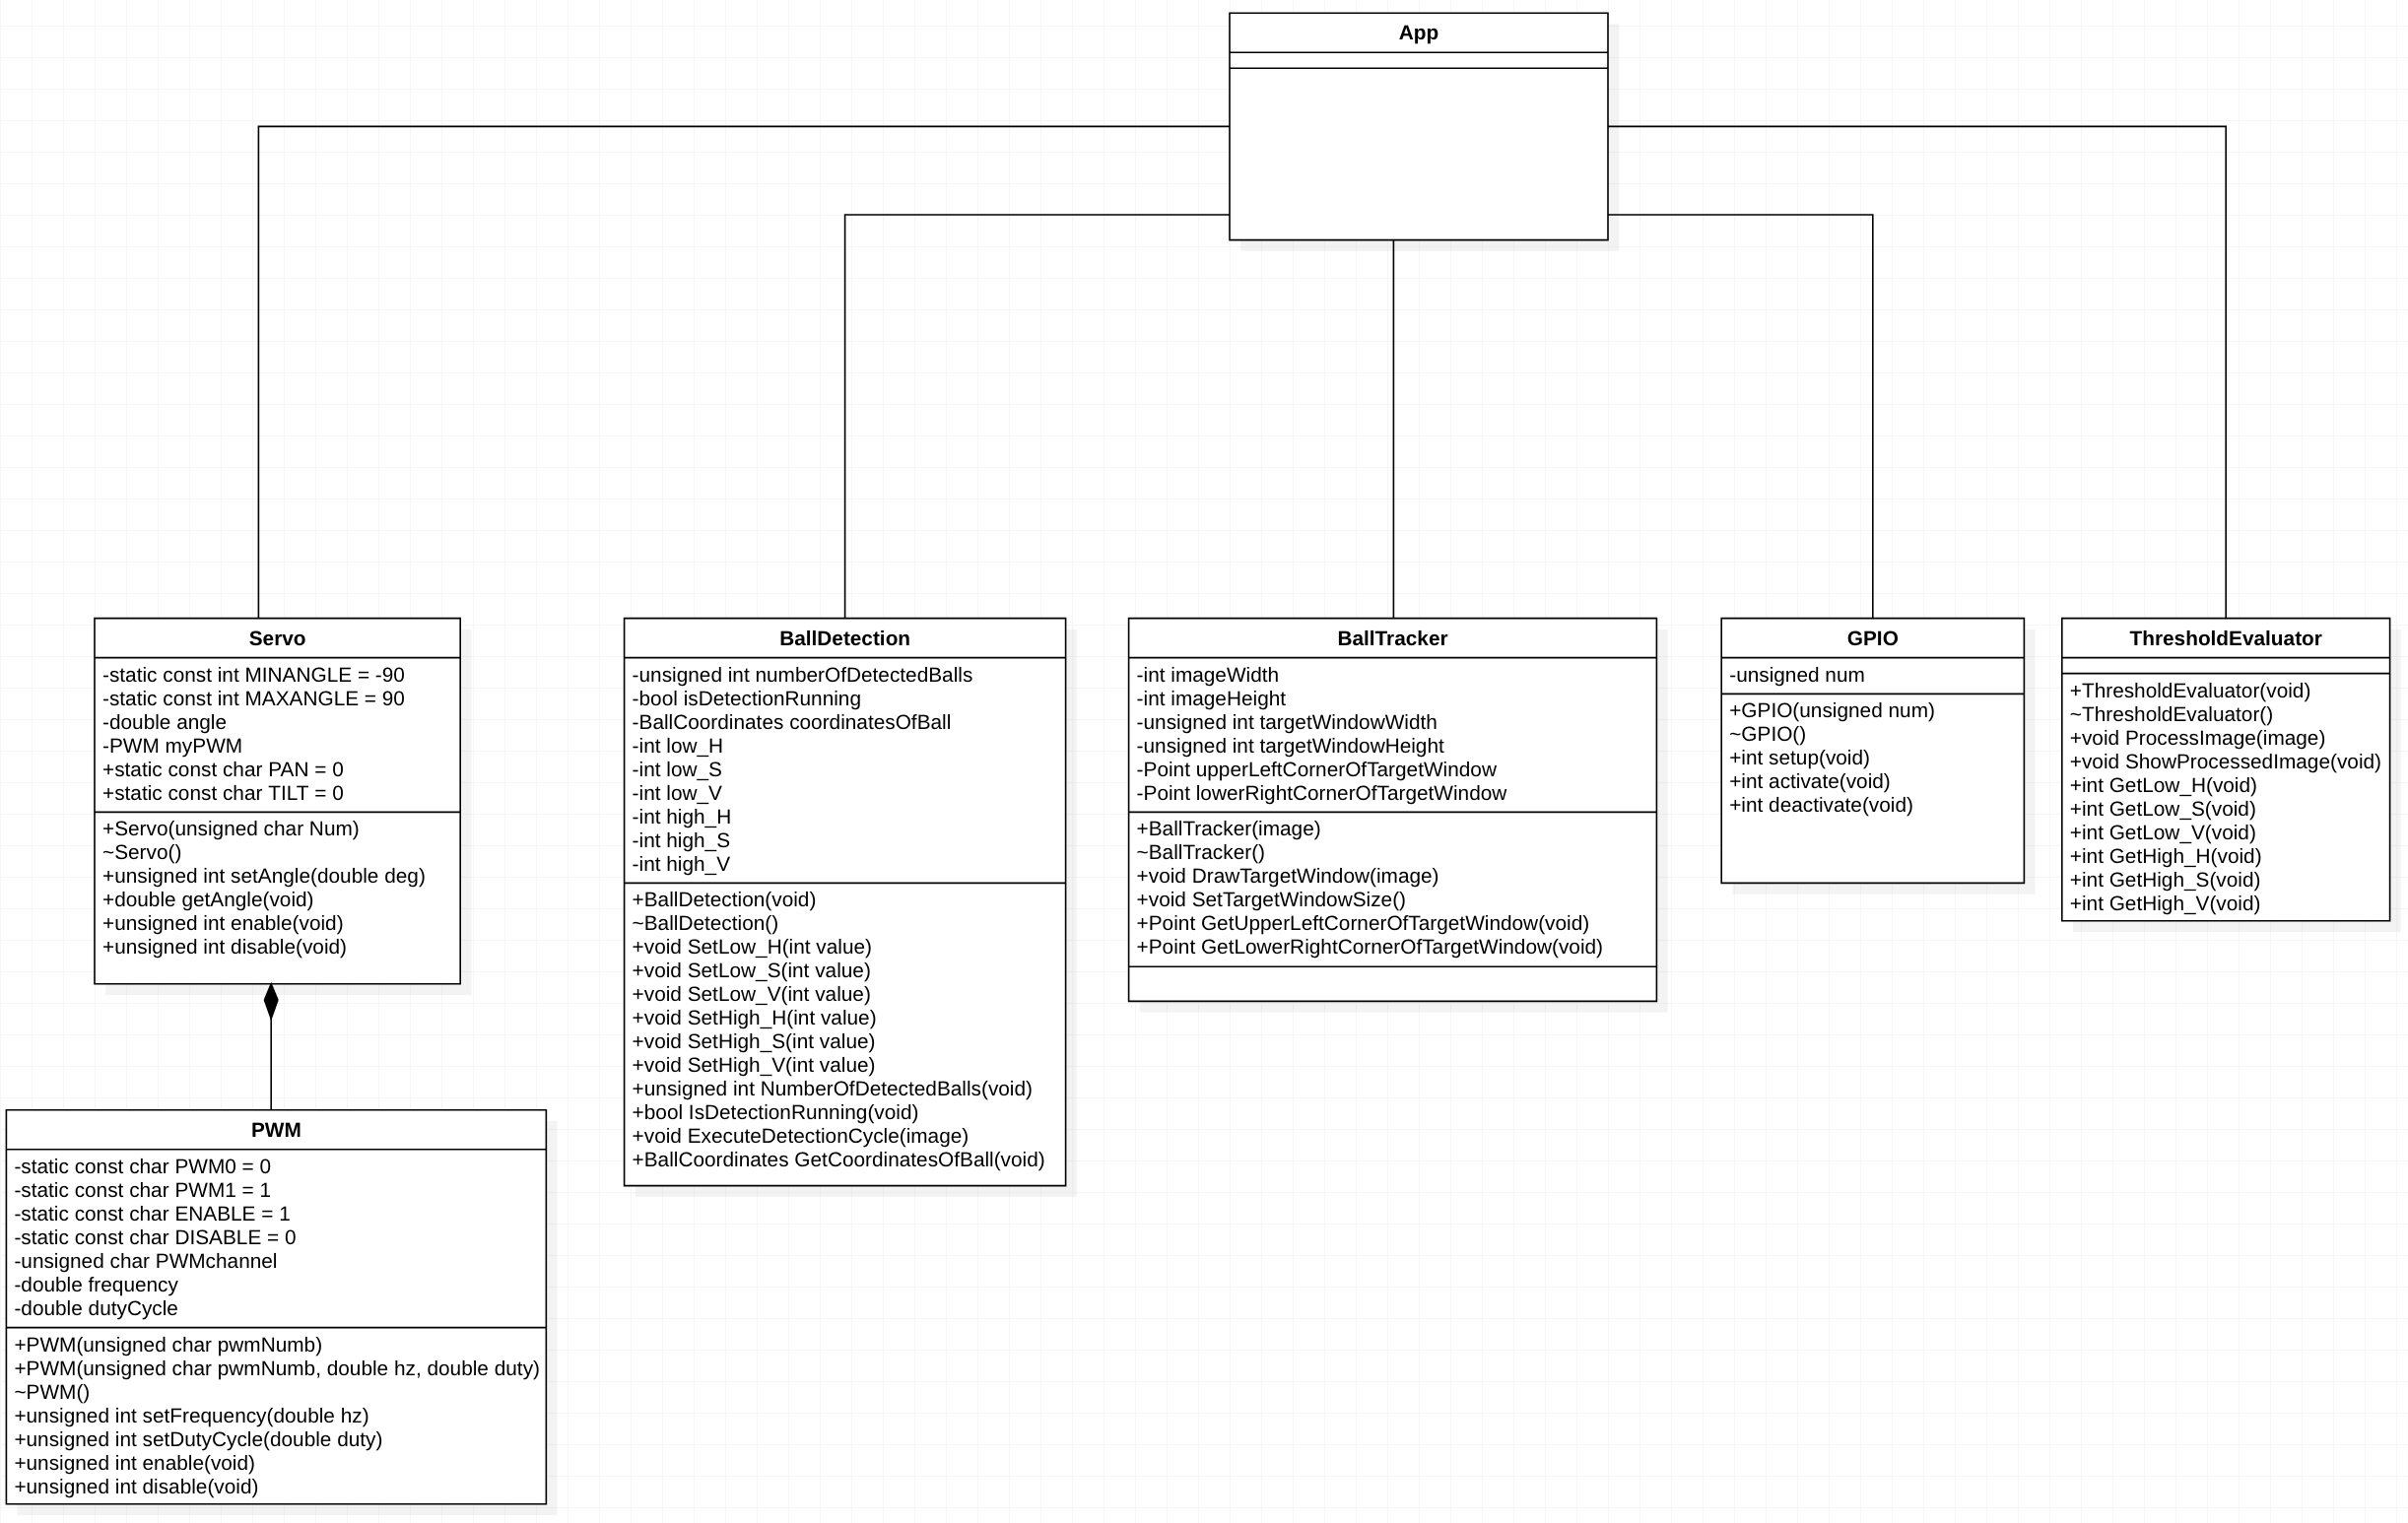 App
Servo
-static const int MINANGLE = -90
-static const int MAXANGLE = 90
-double angle
-PWM myPWM
+static const char PAN = 0
+static const char TILT = 0
+Servo(unsigned char Num)
~Servo()
+unsigned int setAngle(double deg)
+double getAngle(void)
+unsigned int enable(void)
+unsigned int disable(void)
BallDetection
-unsigned int numberOfDetectedBalls
-bool isDetectionRunning
-BallCoordinates coordinatesOfBall
-int low_H
-int low_S
-int low_V
-int high_H
-int high_S
-int high_V
+BallDetection(void)
~BallDetection()
+void SetLow_H(int value)
+void SetLow_S(int value)
+void SetLow_V(int value)
+void SetHigh_H(int value)
+void SetHigh_S(int value)
+void SetHigh_V(int value)
+unsigned int NumberOfDetectedBalls(void)
+bool IsDetectionRunning(void)
+void ExecuteDetectionCycle(image)
+BallCoordinates GetCoordinatesOfBall(void)
BallTracker
-int imageWidth
-int imageHeight
-unsigned int targetWindowWidth
-unsigned int targetWindowHeight
-Point upperLeftCornerOfTargetWindow
-Point lowerRightCornerOfTargetWindow
+BallTracker(image)
~BallTracker()
+void DrawTargetWindow(image)
+void SetTargetWindowSize()
+Point GetUpperLeftCornerOfTargetWindow(void)
+Point GetLowerRightCornerOfTargetWindow(void)
GPIO
-unsigned num
+GPIO(unsigned num)
~GPIO()
+int setup(void)
+int activate(void)
+int deactivate(void)
ThresholdEvaluator
+ThresholdEvaluator(void)
~ThresholdEvaluator()
+void ProcessImage(image)
+void ShowProcessedImage(void)
+int GetLow_H(void)
+int GetLow_S(void)
+int GetLow_V(void)
+int GetHigh_H(void)
+int GetHigh_S(void)
+int GetHigh_V(void)
PWM
-static const char PWM0 = 0
-static const char PWM1 = 1
-static const char ENABLE = 1
-static const char DISABLE = 0
-unsigned char PWMchannel
-double frequency
-double dutyCycle
+PWM(unsigned char pwmNumb)
+PWM(unsigned char pwmNumb, double hz, double duty)
~PWM()
+unsigned int setFrequency(double hz)
+unsigned int setDutyCycle(double duty)
+unsigned int enable(void)
+unsigned int disable(void)